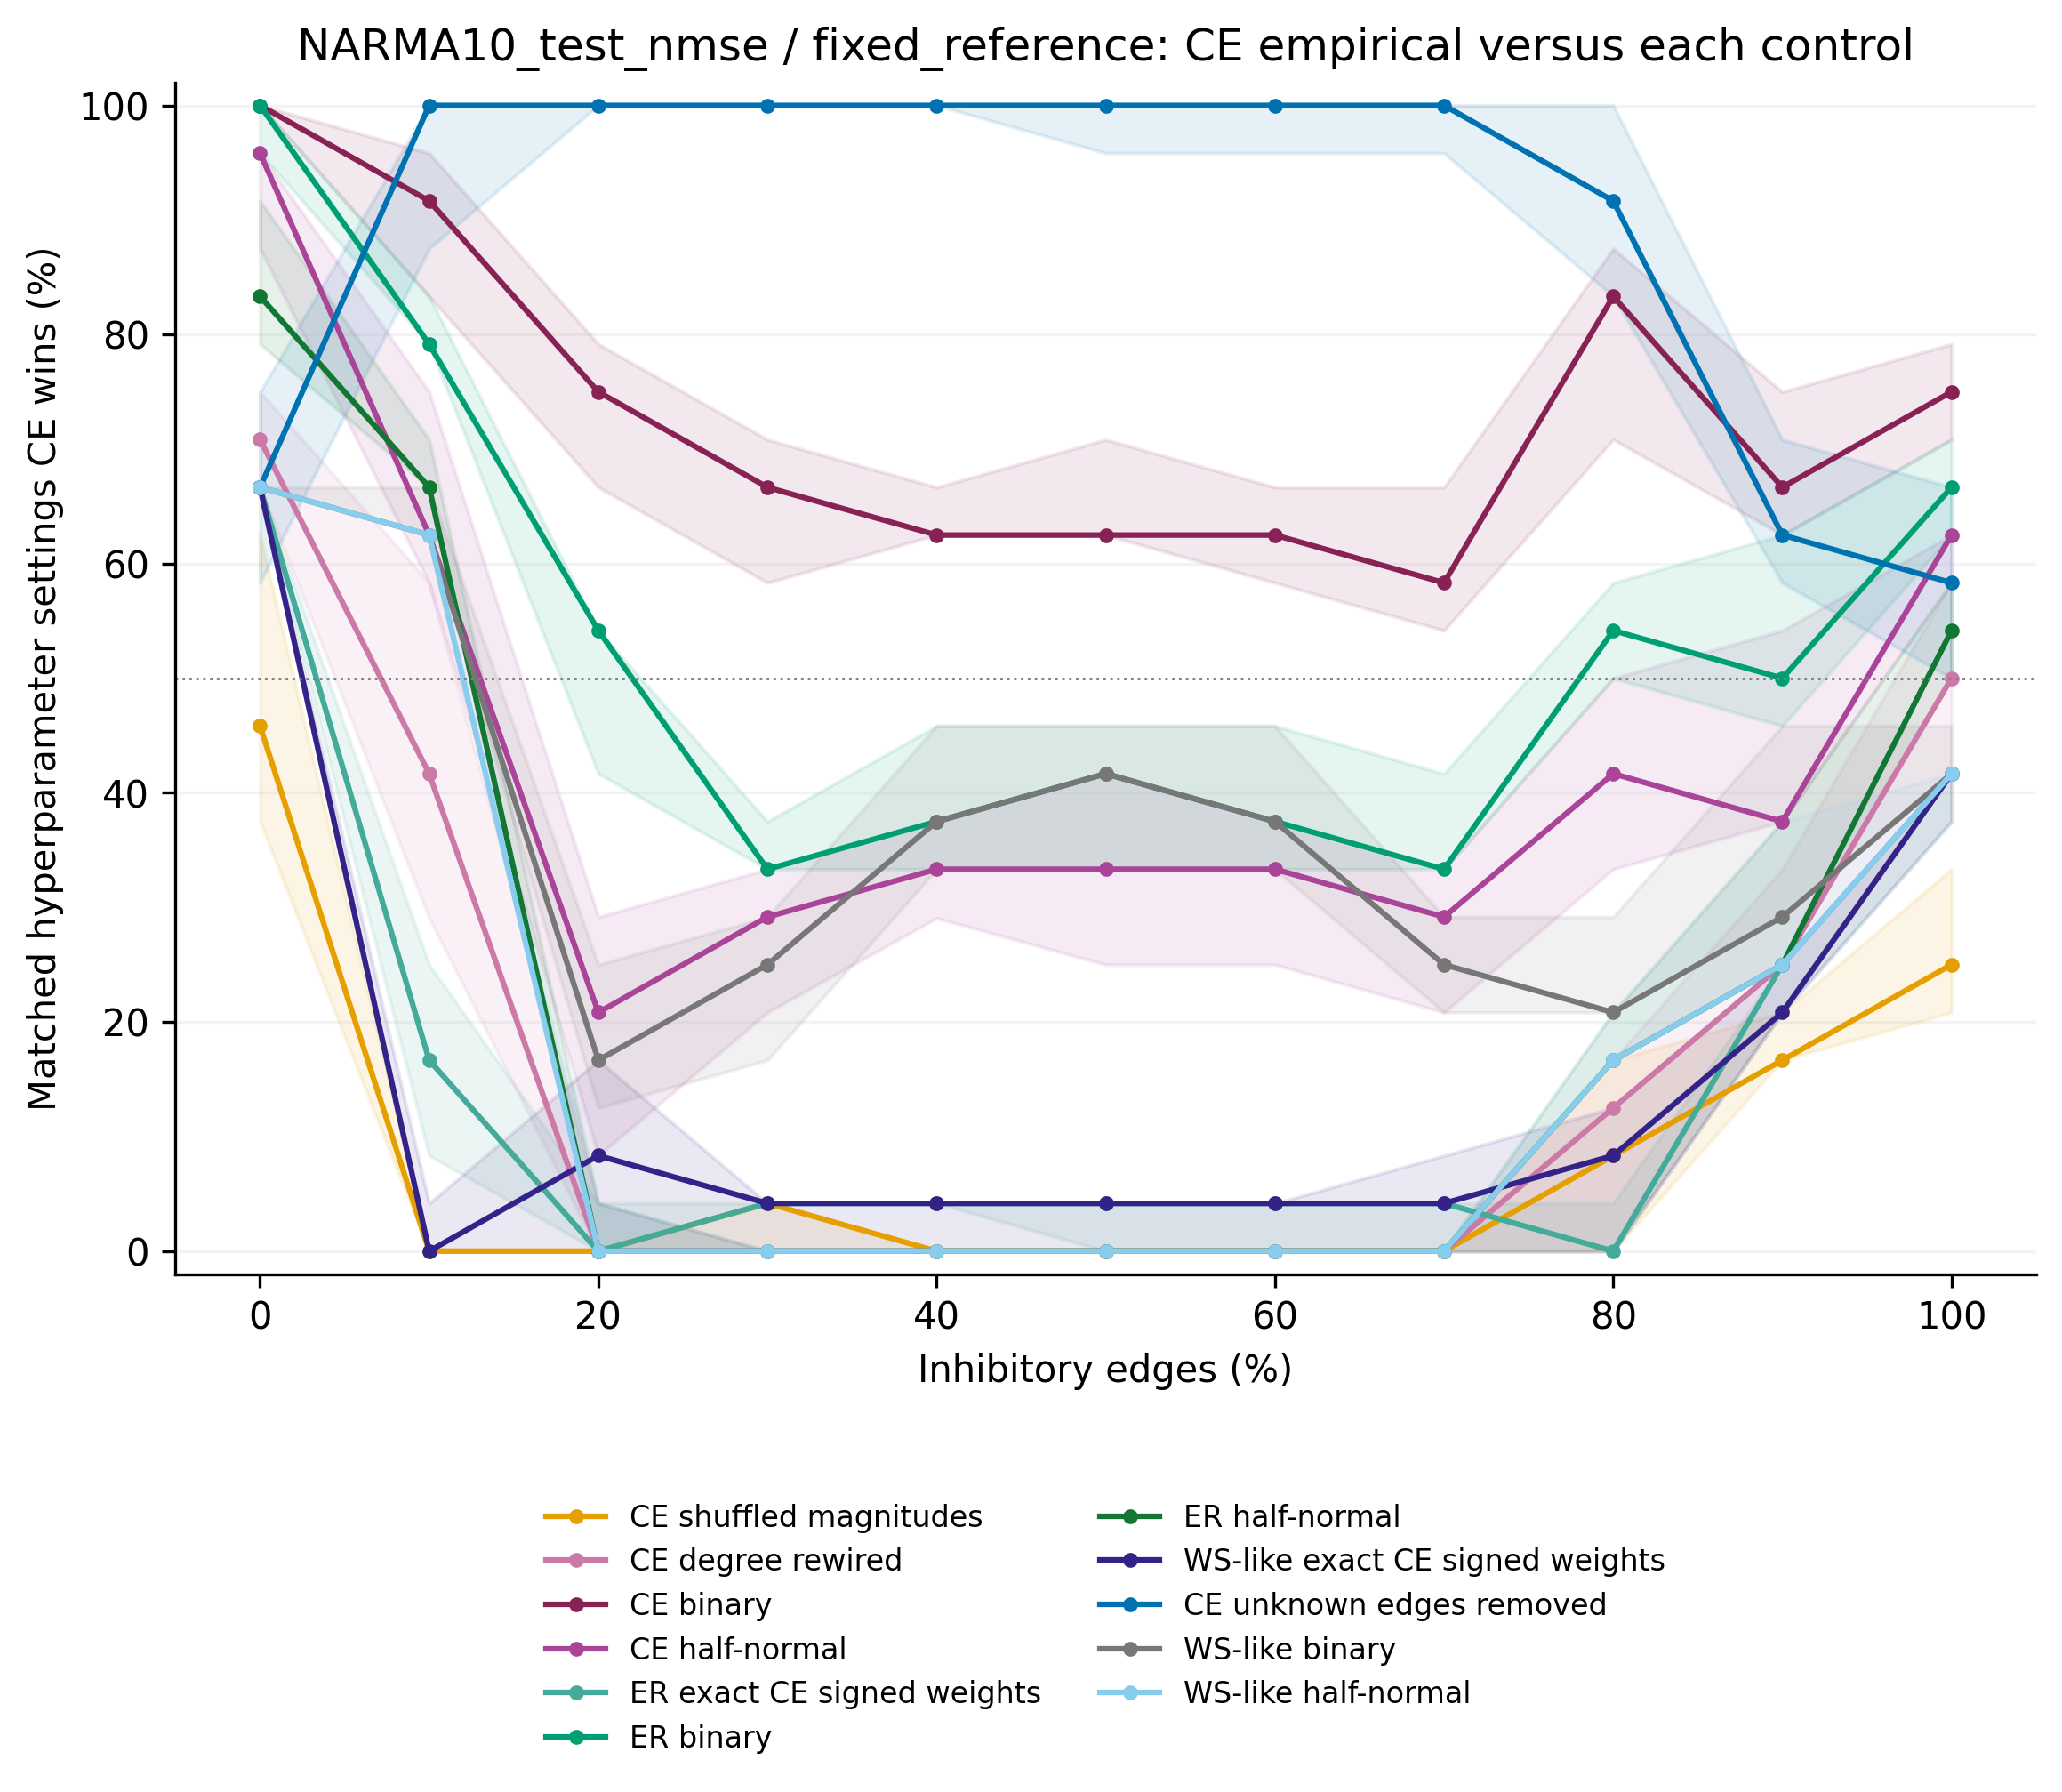 NARMA10_test_nmse / fixed_reference: CE empirical versus each control
Matched hyperparameter settings CE wins (%)
100
80
60
40
20
0
0
20
40
60
80
100
Inhibitory edges (%)
CE shuffled magnitudes
CE degree rewired
CE binary
CE half-normal
ER exact CE signed weights
ER binary
ER half-normal
WS-like exact CE signed weights
CE unknown edges removed
WS-like binary
WS-like half-normal